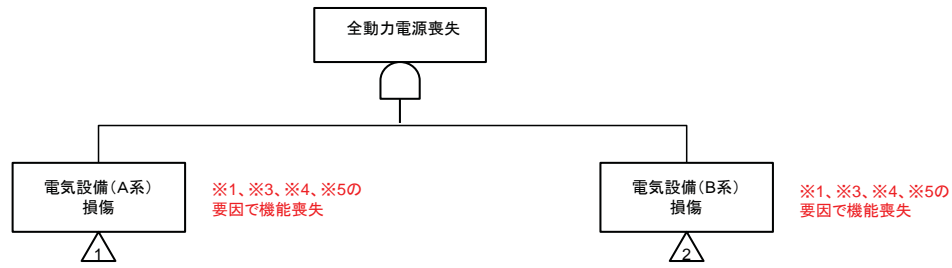 全動力電源喪失
電気設備(A系)
損傷
※1、※3、※4、※5の
要因で機能喪失
1
電気設備(B系)
損傷
※1、※3、※4、※5の
要因で機能喪失
2